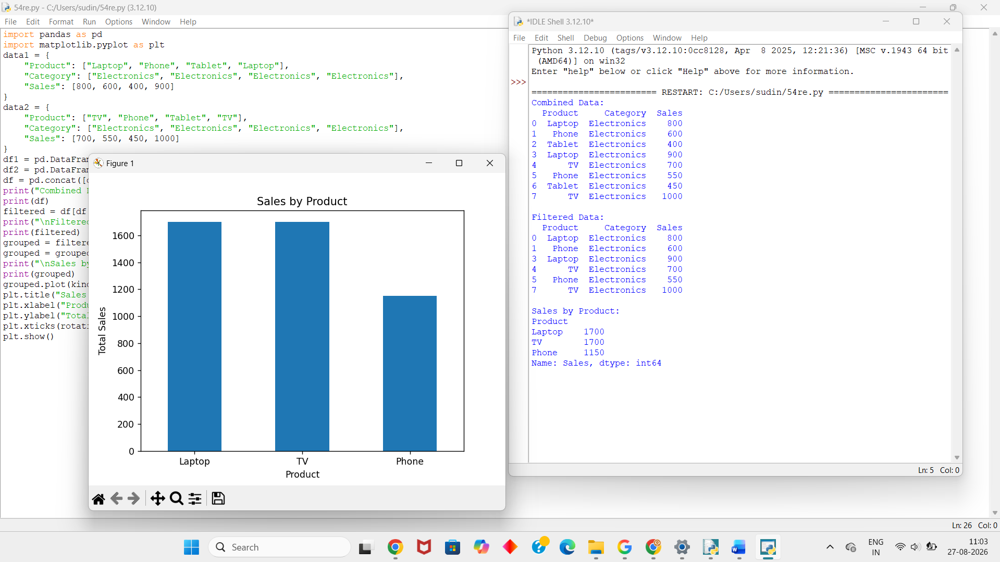 54re.py - C:/Users/sudin/54re.py (3.12.10)
File Edit Format Run Options Window Help
import pandas as pd
import matplotlib.pyplot as plt
data1 = {
    "Product": ["Laptop", "Phone", "Tablet", "Laptop"],
    "Category": ["Electronics", "Electronics", "Electronics", "Electronics"],
    "Sales": [800, 600, 400, 900]
}
data2 = {
    "Product": ["TV", "Phone", "Tablet", "TV"],
    "Category": ["Electronics", "Electronics", "Electronics", "Electronics"],
    "Sales": [700, 550, 450, 1000]
}
df1 = pd.DataFra
df2 = pd.DataFra
df = pd.concat([
print("Combined
print(df)
filtered = df[df
print("\nFiltered
print(filtered)
grouped = filtere
grouped = grouped
print("\nSales by
print(grouped)
grouped.plot(kin
plt.title("Sales
plt.xlabel("Produ
plt.ylabel("Total
plt.xticks(rotati
plt.show()
Ln: 26 Col: 0
Figure 1
Sales by Product
Total Sales
1600
1400
1200
1000
800
600
400
200
0
Laptop TV Phone
Product
*IDLE Shell 3.12.10*
File Edit Shell Debug Options Window Help
Python 3.12.10 (tags/v3.12.10:0cc8128, Apr  8 2025, 12:21:36) [MSC v.1943 64 bit
 (AMD64)] on win32
Enter "help" below or click "Help" above for more information.
>>>
======================== RESTART: C:/Users/sudin/54re.py =======================
Combined Data:
  Product     Category  Sales
0  Laptop  Electronics    800
1   Phone  Electronics    600
2  Tablet  Electronics    400
3  Laptop  Electronics    900
4      TV  Electronics    700
5   Phone  Electronics    550
6  Tablet  Electronics    450
7      TV  Electronics   1000
Filtered Data:
  Product     Category  Sales
0  Laptop  Electronics    800
1   Phone  Electronics    600
3  Laptop  Electronics    900
4      TV  Electronics    700
5   Phone  Electronics    550
7      TV  Electronics   1000
Sales by Product:
Product
Laptop    1700
TV        1700
Phone     1150
Name: Sales, dtype: int64
Ln: 5 Col: 0
Search
ENG
IN
11:03
27-08-2026